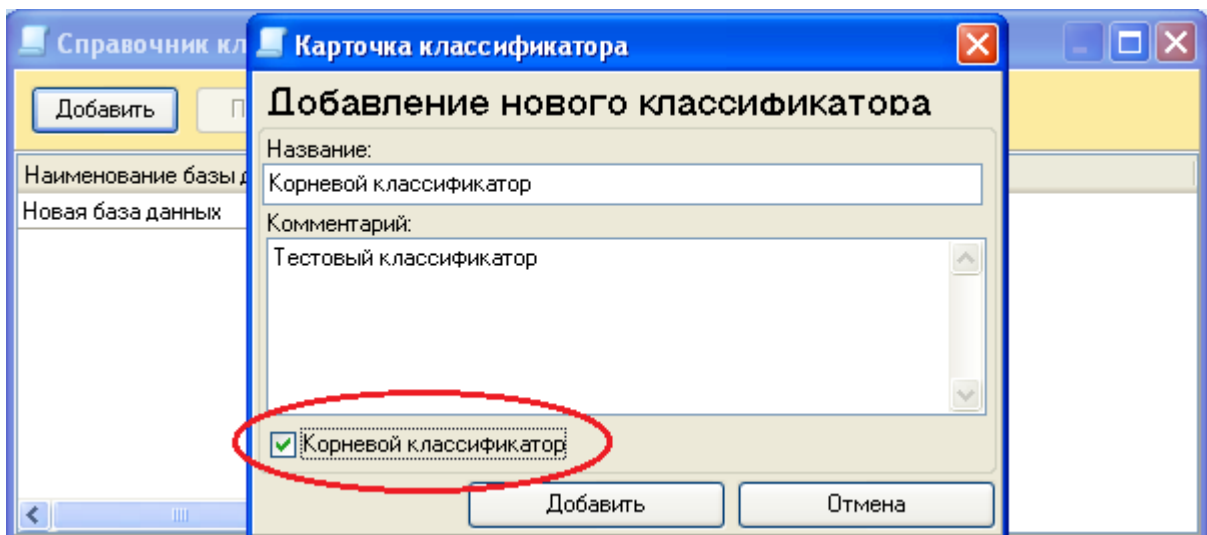 Справочник кл
Карточка классификатора
Добавить
П
Добавление нового классификатора
Название:
Наименование базы д
Корневой классификатор
Новая база данных
Комментарий:
Тестовый классификатор
Корневой классификатор
Добавить
Отмена